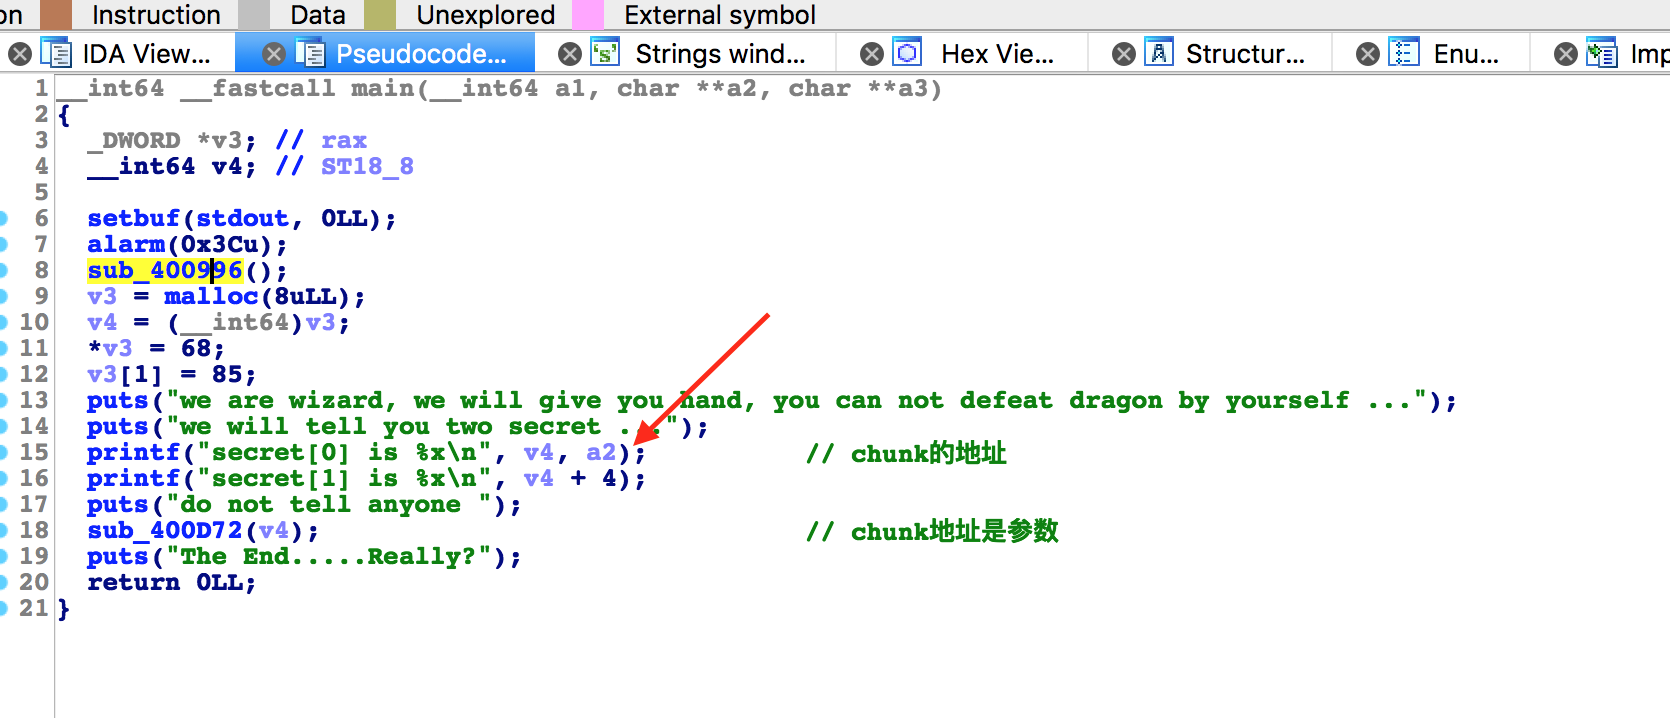 on Instruction Data Unexplored External symbol
IDA View... Pseudocode... 's' Strings wind... Hex Vie... A Structur... Enu... Imp
1 __int64 __fastcall main(__int64 a1, char **a2, char **a3)
2 {
3 _DWORD *v3; // rax
4 __int64 v4; // ST18_8
5
6 setbuf(stdout, 0LL);
7 alarm(0x3Cu);
8 sub_400996();
9 v3 = malloc(8uLL);
10 v4 = (__int64)v3;
11 *v3 = 68;
12 v3[1] = 85;
13 puts("we are wizard, we will give you hand, you can not defeat dragon by yourself ...");
14 puts("we will tell you two secret ...");
15 printf("secret[0] is %x\n", v4, a2); // chunk的地址
16 printf("secret[1] is %x\n", v4 + 4);
17 puts("do not tell anyone ");
18 sub_400D72(v4); // chunk地址是参数
19 puts("The End.....Really?");
20 return 0LL;
21 }